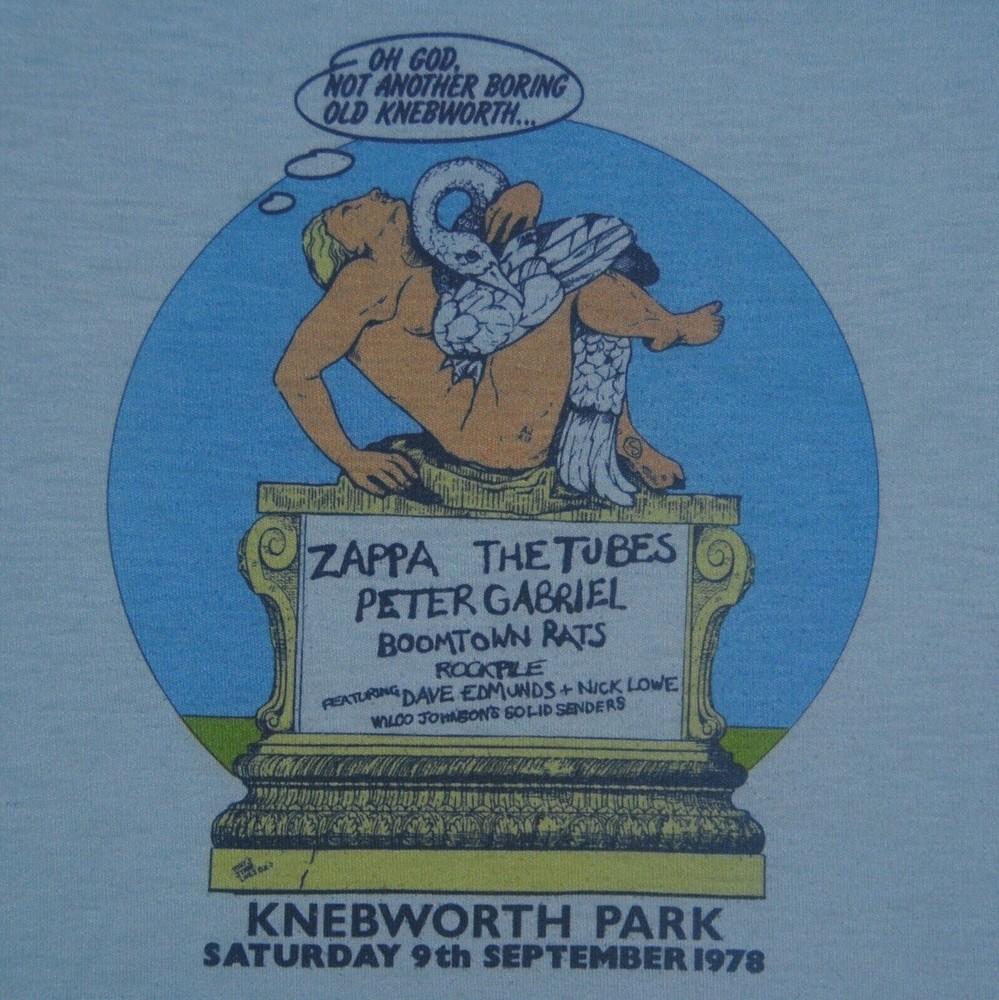 OH GOD,
NOT ANOTHER BORING
OLD KNEBWORTH...
ZAPPA THE TUBES
PETER GABRIEL
BOOMTOWN RATS
ROCKPILE
FEATURING DAVE EDMUNDS + NICK LOWE
WILCO JOHNSON'S SOLID SENDERS
KNEBWORTH PARK
SATURDAY 9th SEPTEMBER 1978